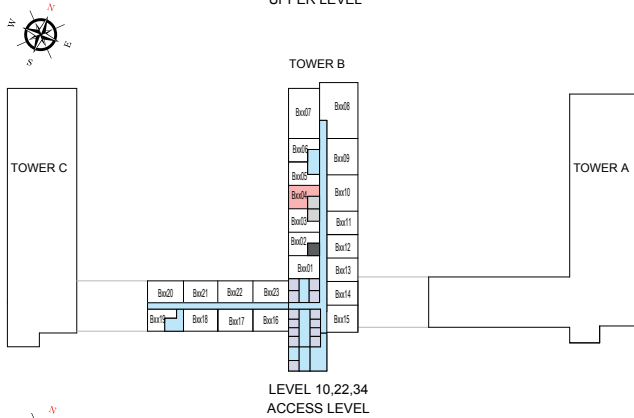 UPPER LEVEL
N
W
E
S
TOWER B
Bxx07
Bxx08
Bxx06
Bxx09
Bxx05
TOWER C
TOWER A
Bxx04
Bxx10
Bxx03
Bxx11
Bxx02
Bxx12
Bxx01
Bxx13
Bxx20
Bxx21
Bxx22
Bxx23
Bxx14
Bxx19
Bxx18
Bxx17
Bxx16
Bxx15
LEVEL 10,22,34
ACCESS LEVEL
N